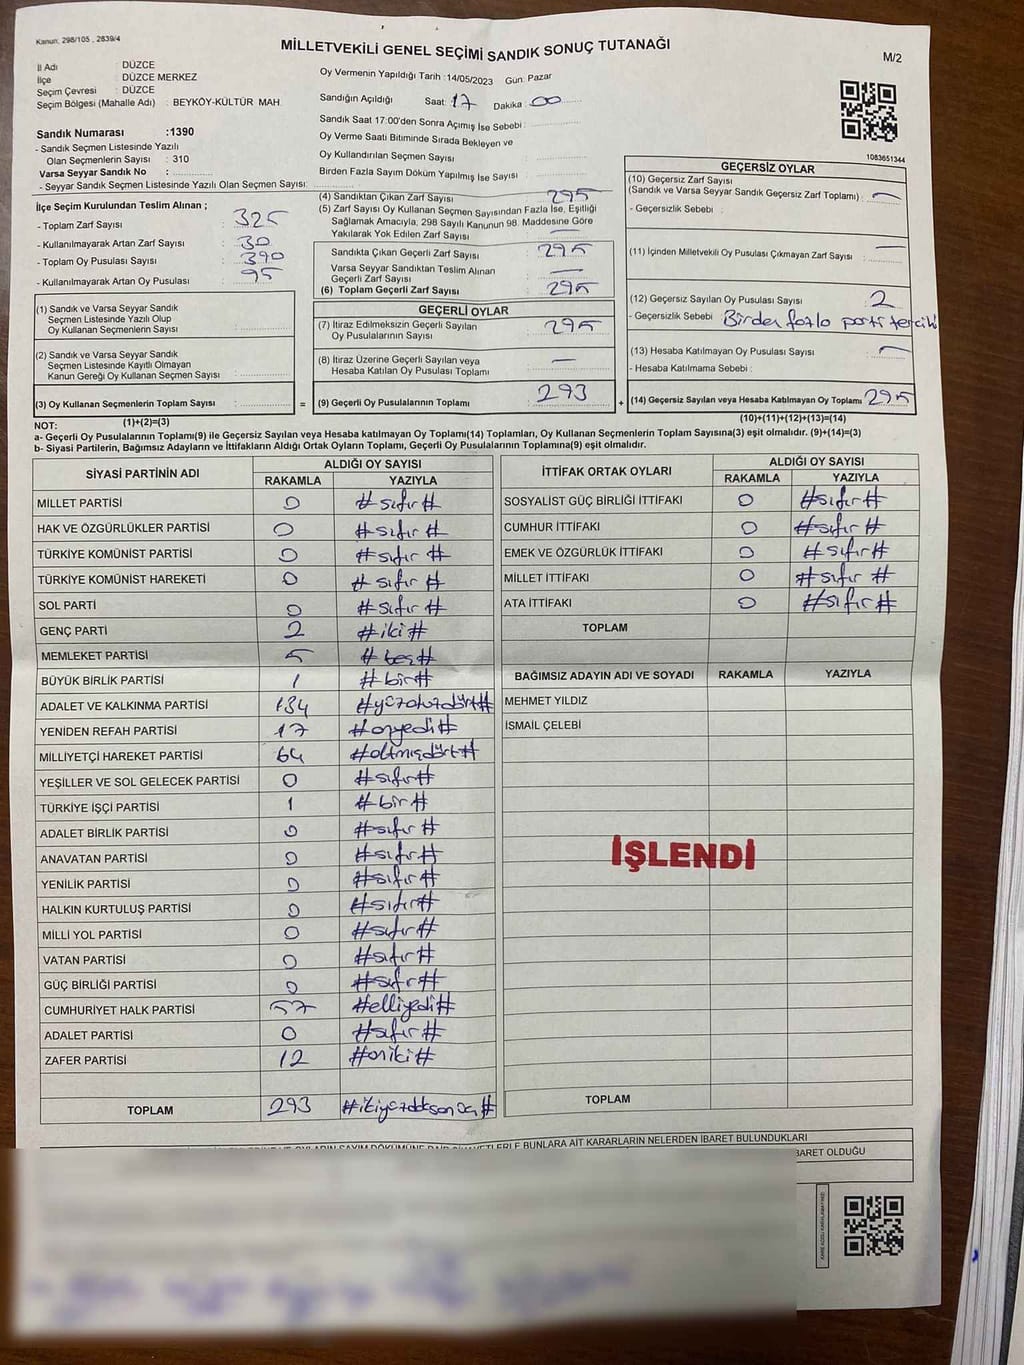 Kanun: 298/105 , 2839/4
MİLLETVEKİLİ GENEL SEÇİMİ SANDIK SONUÇ TUTANAĞI
M/2
İl Adı : DÜZCE
İlçe : DÜZCE MERKEZ
Seçim Çevresi : DÜZCE
Seçim Bölgesi (Mahalle Adı) : BEYKÖY-KÜLTÜR MAH.
Sandık Numarası :1390
- Sandık Seçmen Listesinde Yazılı
Olan Seçmenlerin Sayısı : 310
Varsa Seyyar Sandık No :
- Seyyar Sandık Seçmen Listesinde Yazılı Olan Seçmen Sayısı:
Oy Vermenin Yapıldığı Tarih :14/05/2023 Gün: Pazar
Sandığın Açıldığı Saat: 17 Dakika : 00
Sandık Saat 17:00'den Sonra Açımış İse Sebebi :
Oy Verme Saati Bitiminde Sırada Bekleyen ve
Oy Kullandırılan Seçmen Sayısı :
Birden Fazla Sayım Döküm Yapılmış İse Sayısı :
1083651344
İlçe Seçim Kurulundan Teslim Alınan ;
- Toplam Zarf Sayısı : 325
- Kullanılmayarak Artan Zarf Sayısı : 30
- Toplam Oy Pusulası Sayısı : 390
- Kullanılmayarak Artan Oy Pusulası : 95
(1) Sandık ve Varsa Seyyar Sandık
Seçmen Listesinde Yazılı Olup
Oy Kullanan Seçmenlerin Sayısı :
(2) Sandık ve Varsa Seyyar Sandık
Seçmen Listesinde Kayıtlı Olmayan
Kanun Gereği Oy Kullanan Seçmen Sayısı :
(3) Oy Kullanan Seçmenlerin Toplam Sayısı : =
(1)+(2)=(3)
(4) Sandıktan Çıkan Zarf Sayısı : 295
(5) Zarf Sayısı Oy Kullanan Seçmen Sayısından Fazla İse, Eşitliği
Sağlamak Amacıyla, 298 Sayılı Kanunun 98. Maddesine Göre
Yakılarak Yok Edilen Zarf Sayısı : —
Sandıkta Çıkan Geçerli Zarf Sayısı : 295
Varsa Seyyar Sandıktan Teslim Alınan
Geçerli Zarf Sayısı : —
(6) Toplam Geçerli Zarf Sayısı : 295
GEÇERLİ OYLAR
(7) İtiraz Edilmeksizin Geçerli Sayılan
Oy Pusulalarının Sayısı : 295
(8) İtiraz Üzerine Geçerli Sayılan veya
Hesaba Katılan Oy Pusulası Toplamı : —
(9) Geçerli Oy Pusulalarının Toplamı : 293 +
GEÇERSİZ OYLAR
(10) Geçersiz Zarf Sayısı
(Sandık ve Varsa Seyyar Sandık Geçersiz Zarf Toplamı) : —
- Geçersizlik Sebebi :
(11) İçinden Milletvekili Oy Pusulası Çıkmayan Zarf Sayısı : —
(12) Geçersiz Sayılan Oy Pusulası Sayısı : 2
- Geçersizlik Sebebi : Birden fazla parti tercihi
(13) Hesaba Katılmayan Oy Pusulası Sayısı : —
- Hesaba Katılmama Sebebi :
(14) Geçersiz Sayılan veya Hesaba Katılmayan Oy Toplamı : 295
(10)+(11)+(12)+(13)=(14)
NOT:
a- Geçerli Oy Pusulalarının Toplamı(9) ile Geçersiz Sayılan veya Hesaba katılmayan Oy Toplamı(14) Toplamları, Oy Kullanan Seçmenlerin Toplam Sayısına(3) eşit olmalıdır. (9)+(14)=(3)
b- Siyasi Partilerin, Bağımsız Adayların ve İttifakların Aldığı Ortak Oyların Toplamı, Geçerli Oy Pusulalarının Toplamına(9) eşit olmalıdır.
SİYASİ PARTİNİN ADI ALDIĞI OY SAYISI
RAKAMLA YAZIYLA
MİLLET PARTİSİ 0 #sıfır#
HAK VE ÖZGÜRLÜKLER PARTİSİ 0 #sıfır#
TÜRKİYE KOMÜNİST PARTİSİ 0 #sıfır#
TÜRKİYE KOMÜNİST HAREKETİ 0 #sıfır#
SOL PARTİ 0 #sıfır#
GENÇ PARTİ 2 #iki#
MEMLEKET PARTİSİ 5 #beş#
BÜYÜK BİRLİK PARTİSİ 1 #bir#
ADALET VE KALKINMA PARTİSİ 134 #yüzotuzdört#
YENİDEN REFAH PARTİSİ 17 #onyedi#
MİLLİYETÇİ HAREKET PARTİSİ 64 #altmışdört#
YEŞİLLER VE SOL GELECEK PARTİSİ 0 #sıfır#
TÜRKİYE İŞÇİ PARTİSİ 1 #bir#
ADALET BİRLİK PARTİSİ 0 #sıfır#
ANAVATAN PARTİSİ 0 #sıfır#
YENİLİK PARTİSİ 0 #sıfır#
HALKIN KURTULUŞ PARTİSİ 0 #sıfır#
MİLLİ YOL PARTİSİ 0 #sıfır#
VATAN PARTİSİ 0 #sıfır#
GÜÇ BİRLİĞİ PARTİSİ 0 #sıfır#
CUMHURİYET HALK PARTİSİ 57 #elliyedi#
ADALET PARTİSİ 0 #sıfır#
ZAFER PARTİSİ 12 #oniki#
TOPLAM 293
İTTİFAK ORTAK OYLARI ALDIĞI OY SAYISI
RAKAMLA YAZIYLA
SOSYALİST GÜÇ BİRLİĞİ İTTİFAKI 0 #sıfır#
CUMHUR İTTİFAKI 0 #sıfır#
EMEK VE ÖZGÜRLÜK İTTİFAKI 0 #sıfır#
MİLLET İTTİFAKI 0 #sıfır#
ATA İTTİFAKI 0 #sıfır#
TOPLAM
BAĞIMSIZ ADAYIN ADI VE SOYADI RAKAMLA YAZIYLA
MEHMET YILDIZ
İSMAİL ÇELEBİ
İŞLENDİ
TOPLAM
BUNLARA AİT KARARLARIN NELERDEN İBARET BULUNDUKLARI
BARET OLDUĞU